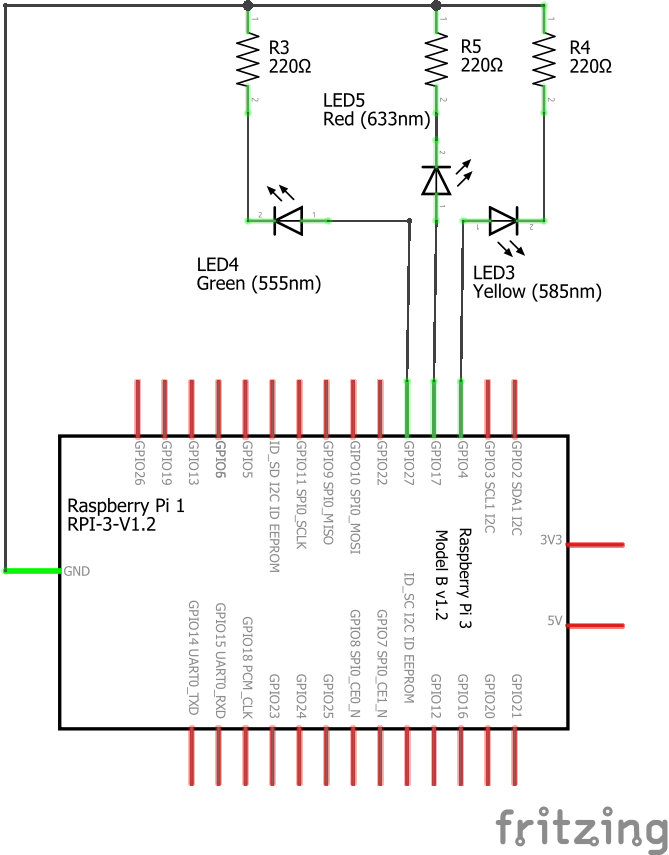 1
1
1
R3
220Ω
R5
220Ω
R4
220Ω
2
2
2
LED5
Red (633nm)
2
1
2
1
1
2
LED4
Green (555nm)
LED3
Yellow (585nm)
GPIO26
GPIO19
GPIO13
GPIO6
GPIO5
ID_SD I2C ID EEPROM
GPIO11 SPI0_SCLK
GPIO9 SPI0_MISO
GIPO10 SPI0_MOSI
GPIO22
GPIO27
GPIO17
GPIO4
GPIO3 SCL1 I2C
GPIO2 SDA1 I2C
Raspberry Pi 1
RPI-3-V1.2
Raspberry Pi 3
Model B v1.2
3V3
GND
5V
GPIO14 UART0_TXD
GPIO15 UART0_RXD
GPIO18 PCM_CLK
GPIO23
GPIO24
GPIO25
GPIO8 SPI0_CE0_N
GPIO7 SPI0_CE1_N
ID_SC I2C ID EEPROM
GPIO12
GPIO16
GPIO20
GPIO21
fritzing